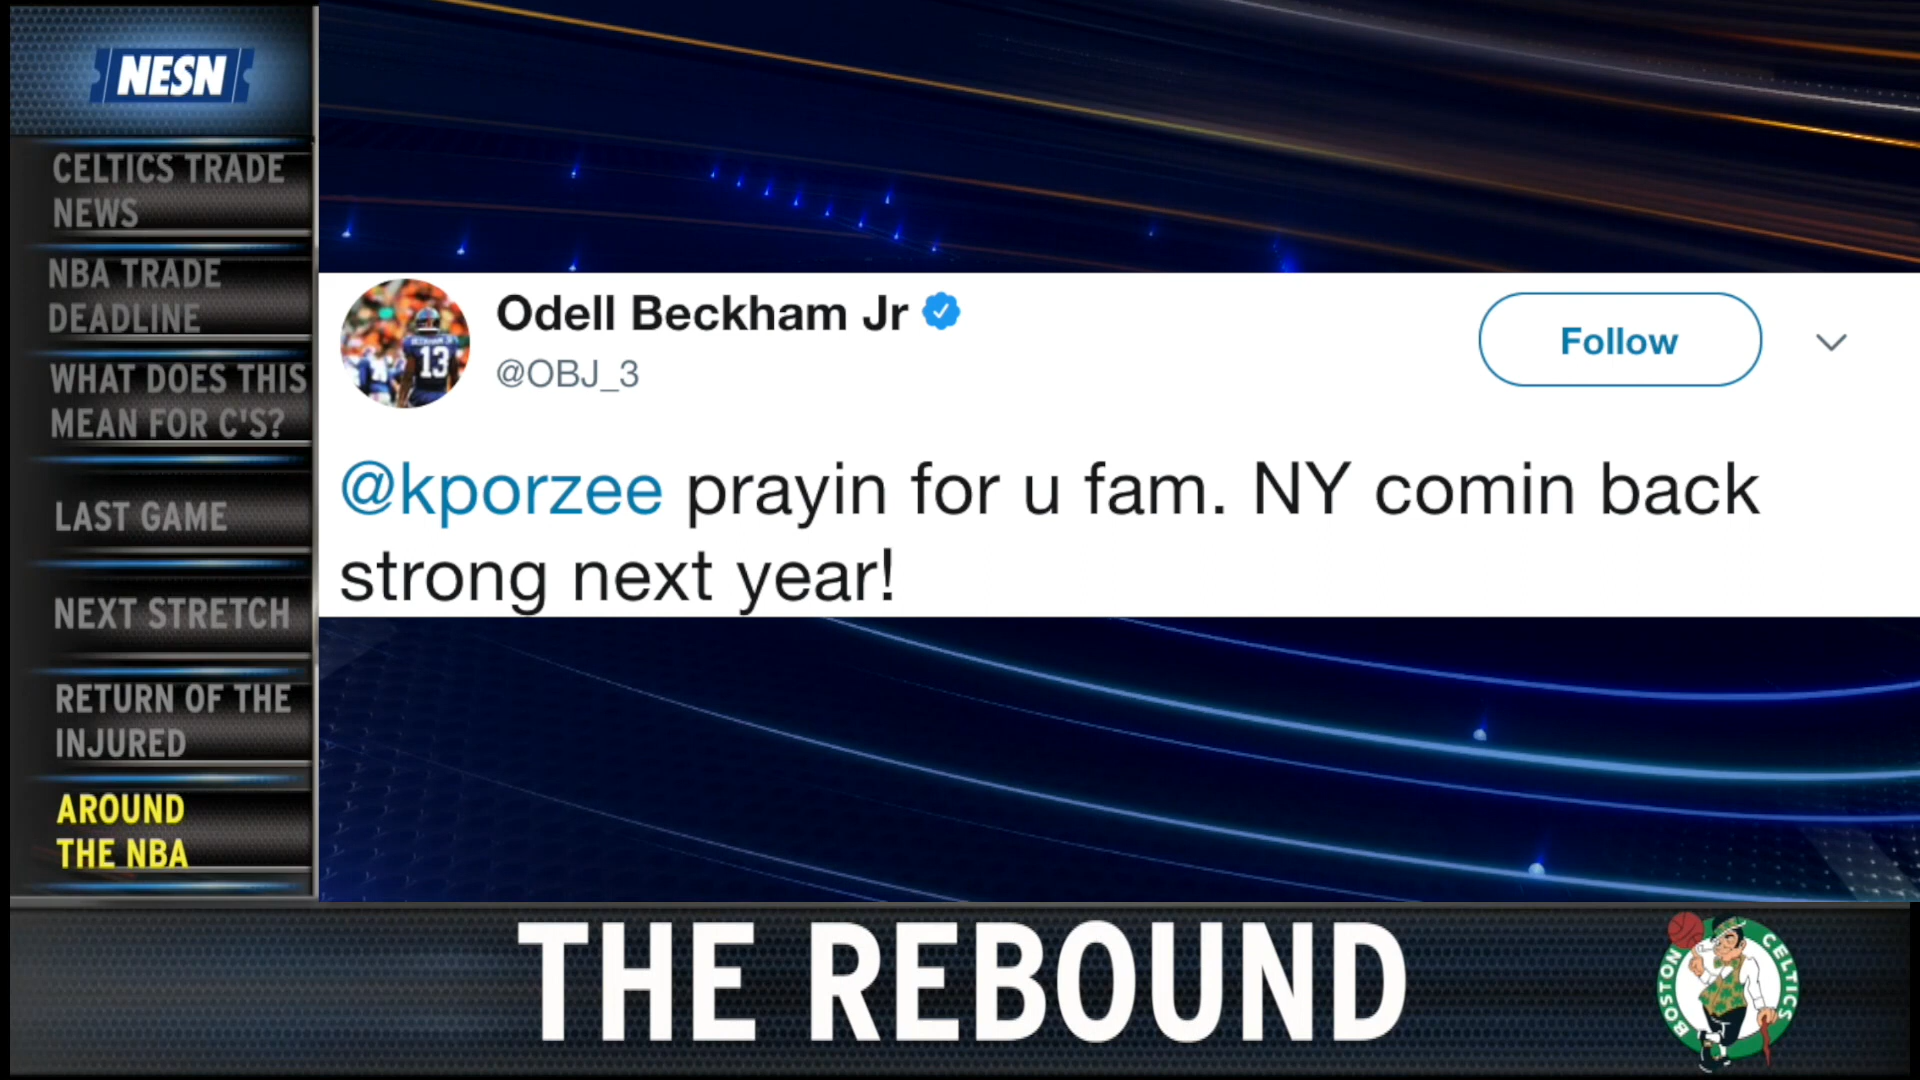 NESN
CELTICS TRADE
NEWS
NBA TRADE
DEADLINE
WHAT DOES THIS
MEAN FOR C'S?
LAST GAME
NEXT STRETCH
RETURN OF THE
INJURED
AROUND
THE NBA
Odell Beckham Jr
@OBJ_3
Follow
13
@kporzee prayin for u fam. NY comin back
strong next year!
THE REBOUND
BOSTON CELTICS